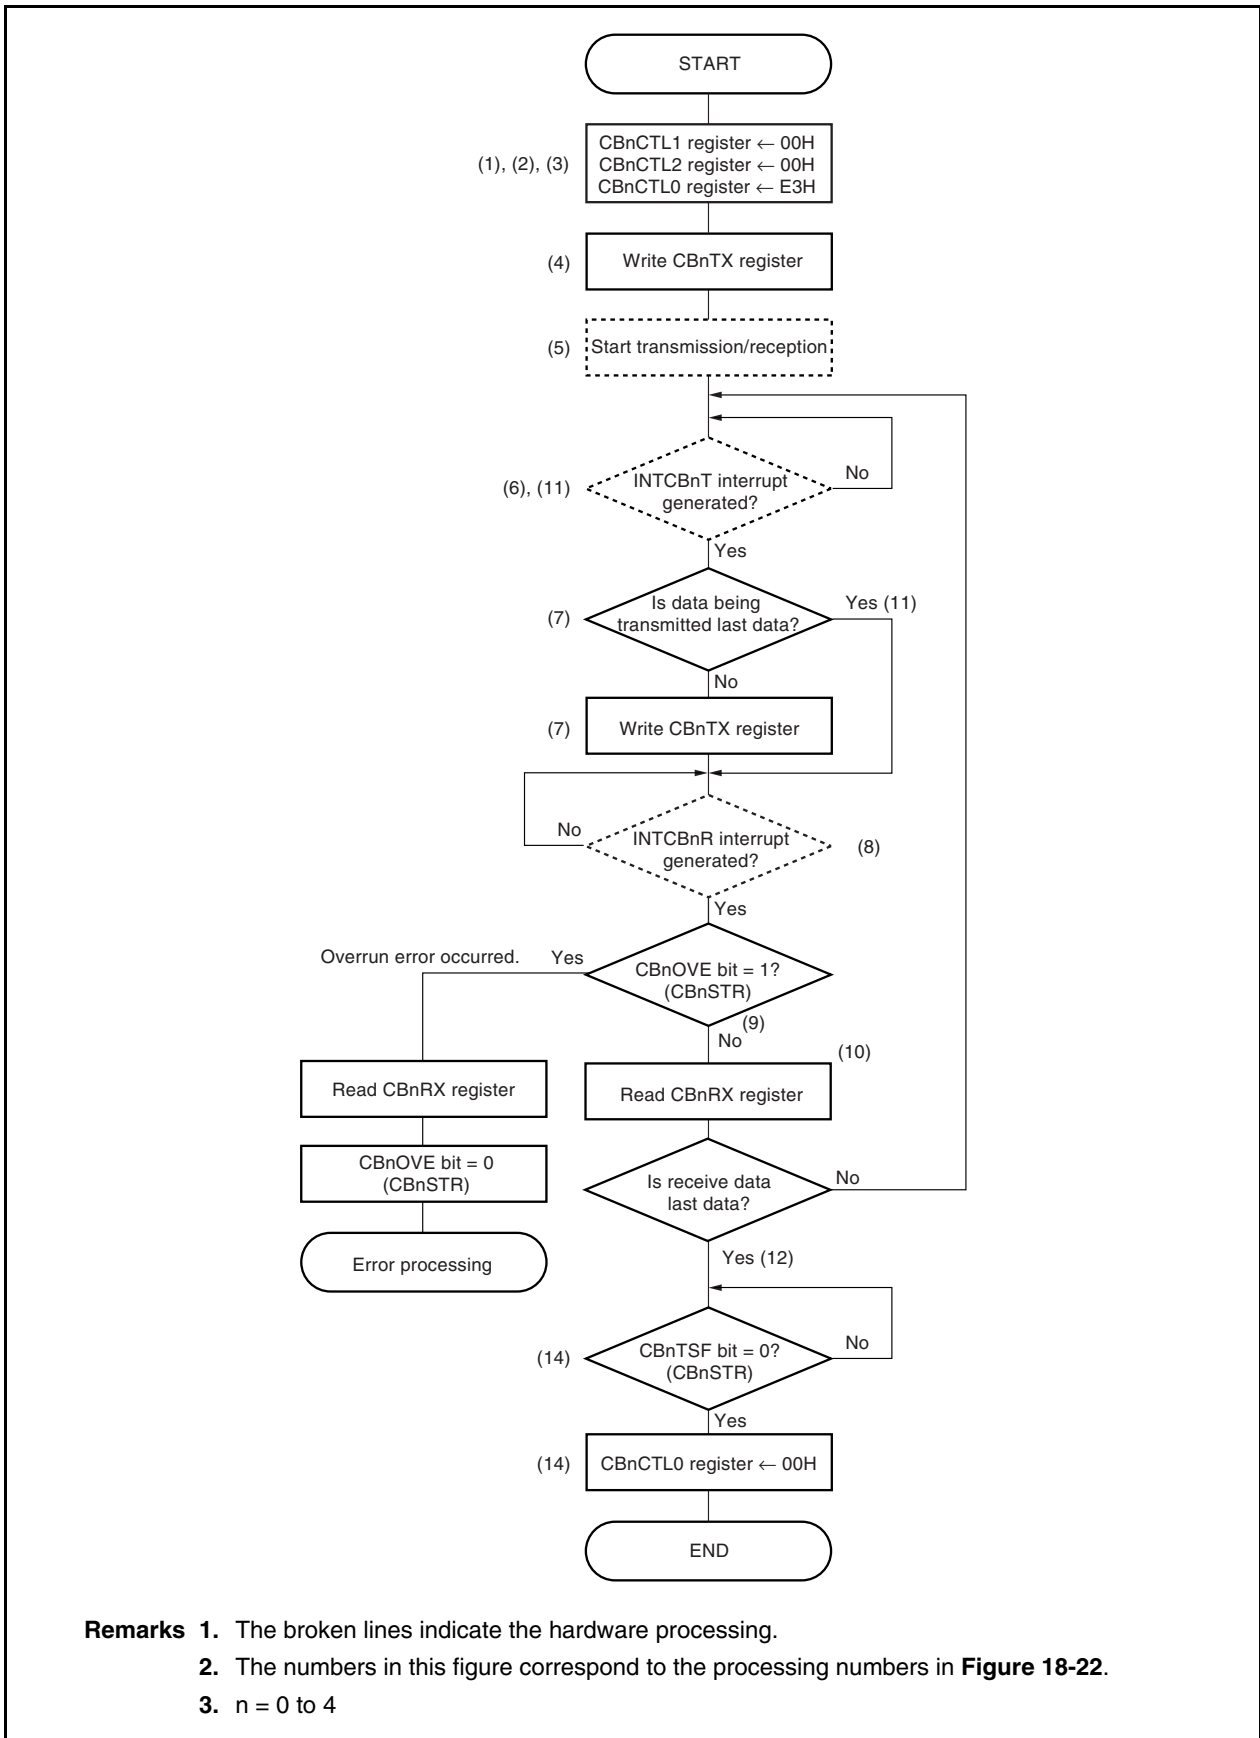 START
(1), (2), (3)
CBnCTL1 register ← 00H
CBnCTL2 register ← 00H
CBnCTL0 register ← E3H
(4)
Write CBnTX register
(5)
Start transmission/reception
(6), (11)
INTCBnT interrupt
generated?
No
Yes
(7)
Is data being
transmitted last data?
Yes (11)
No
(7)
Write CBnTX register
No
INTCBnR interrupt
generated?
(8)
Yes
Overrun error occurred.
Yes
CBnOVE bit = 1?
(CBnSTR)
(9)
No
(10)
Read CBnRX register
Read CBnRX register
CBnOVE bit = 0
(CBnSTR)
Is receive data
last data?
No
Error processing
Yes (12)
(14)
CBnTSF bit = 0?
(CBnSTR)
No
Yes
(14)
CBnCTL0 register ← 00H
END
Remarks 1. The broken lines indicate the hardware processing.
2. The numbers in this figure correspond to the processing numbers in Figure 18-22.
3. n = 0 to 4